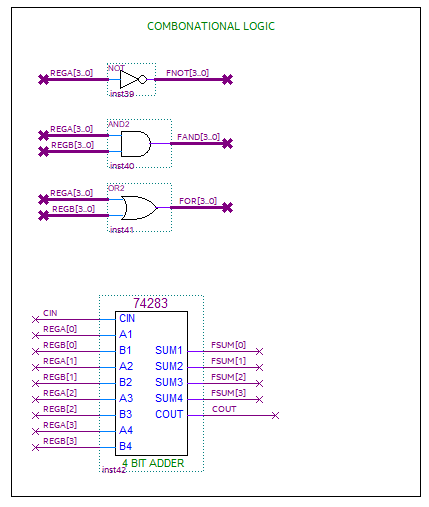 COMBONATIONAL LOGIC
NOT
REGA[3..0]
FNOT[3..0]
inst39
AND2
REGA[3..0]
REGB[3..0]
FAND[3..0]
inst40
OR2
REGA[3..0]
REGB[3..0]
FOR[3..0]
inst41
74283
CIN
CIN
REGA[0]
A1
REGB[0]
B1
SUM1
FSUM[0]
REGA[1]
A2
SUM2
FSUM[1]
REGB[1]
B2
SUM3
FSUM[2]
REGA[2]
A3
SUM4
FSUM[3]
REGB[2]
B3
COUT
COUT
REGA[3]
A4
REGB[3]
B4
4 BIT ADDER
inst42